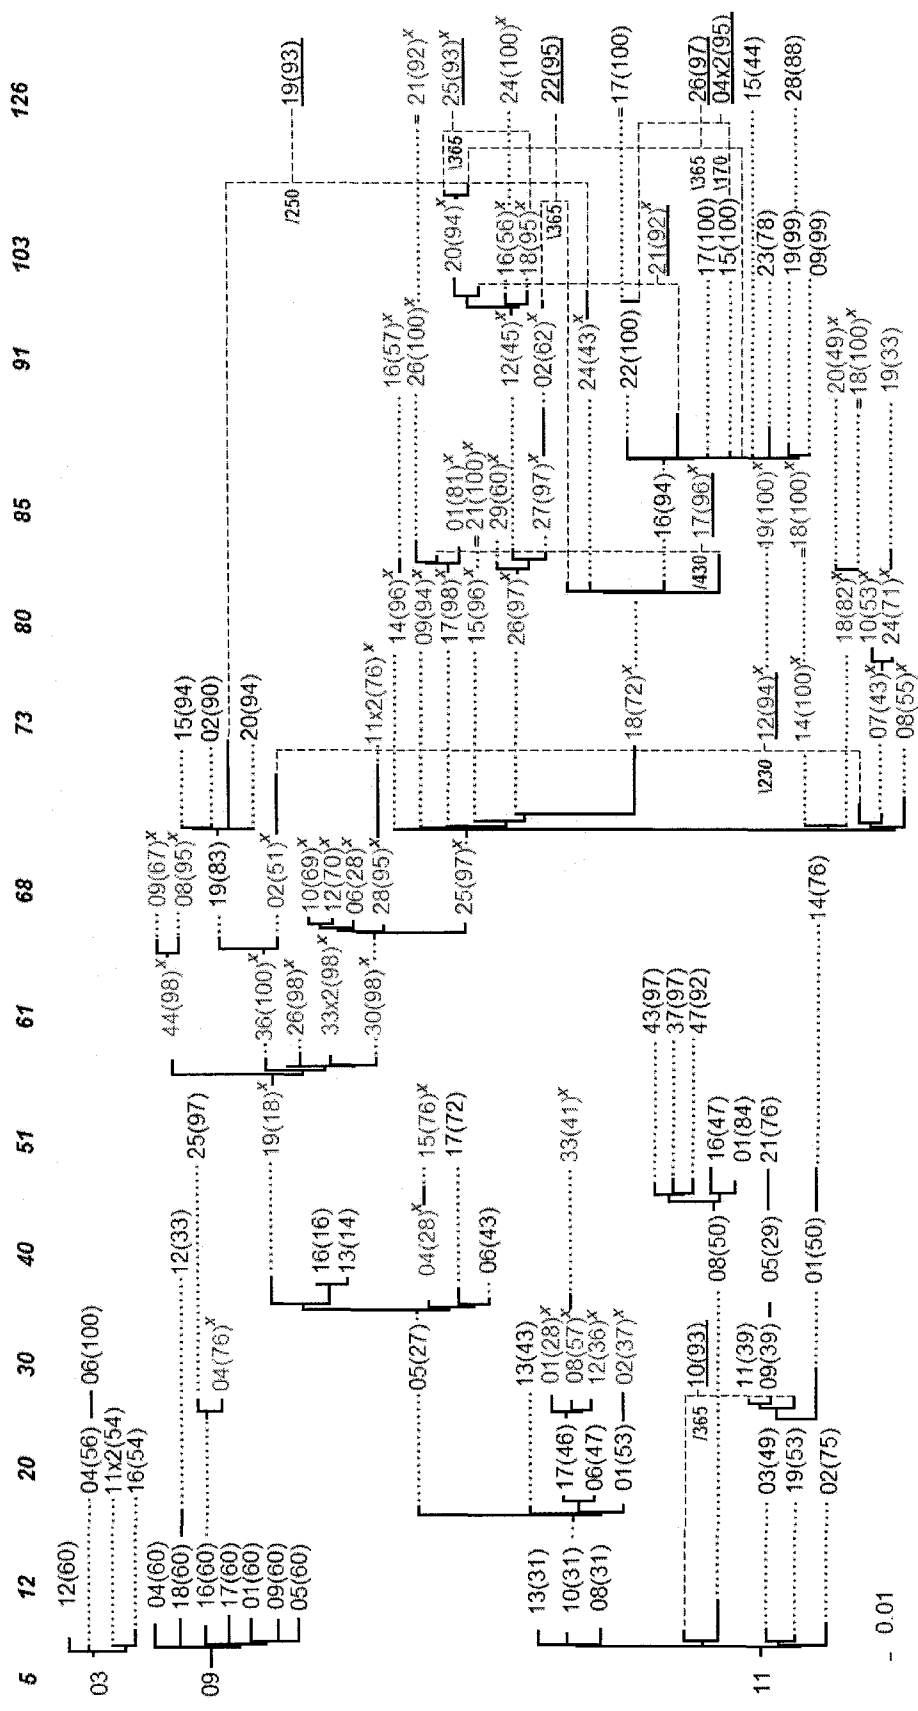 5 12 20 30 40 51 61 68 73 80 85 91 103 126
03
09
11
12(60)
04(60)
18(60)
16(60)
17(60)
01(60)
09(60)
05(60)
13(31)
10(31)
08(31)
04(56)
11x2(54)
16(54)
17(46)
06(47)
01(53)
03(49)
19(53)
02(75)
06(100)
04(76)x
05(27)
13(43)
01(28)x
08(57)x
12(36)x
02(37)x
/365
10(93)
11(39)
09(39)
12(33)
16(16)
13(14)
04(28)x
06(43)
08(50)
05(29)
01(50)
25(97)
19(18)x
15(76)x
17(72)
33(41)x
16(47)
01(84)
21(76)
44(98)x
36(100)x
26(98)x
33x2(98)x
30(98)x
43(97)
37(97)
47(92)
09(67)x
08(95)x
19(83)
02(51)x
10(69)x
12(70)x
06(28)x
28(95)x
25(97)x
14(76)
15(94)
02(90)
20(94)
11x2(76)x
18(72)x
\230
12(94)x
14(100)x
07(43)x
08(55)x
14(96)x
09(94)x
17(98)x
15(96)x
26(97)x
18(82)x
10(53)x
24(71)x
01(81)x
=21(100)x
29(60)x
27(97)x
16(94)
/430
17(96)x
19(100)x
=18(100)x
16(57)x
26(100)x
12(45)x
02(62)x
24(43)x
22(100)
20(49)x
=18(100)x
19(33)
20(94)x
16(56)x
18(95)x
21(92)x
17(100)
15(100)
23(78)
19(99)
09(99)
/250
19(93)
=21(92)x
\365
25(93)x
24(100)x
\365
22(95)
=17(100)
\365
26(97)
\170
04x2(95)
15(44)
28(88)
0.01